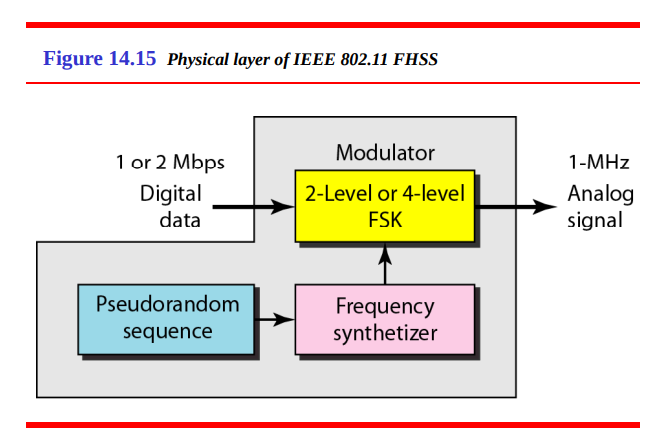 Figure 14.15 Physical layer of IEEE 802.11 FHSS
Modulator
1 or 2 Mbps
Digital
data
2-Level or 4-level
FSK
1-MHz
Analog
signal
Pseudorandom
sequence
Frequency
synthetizer